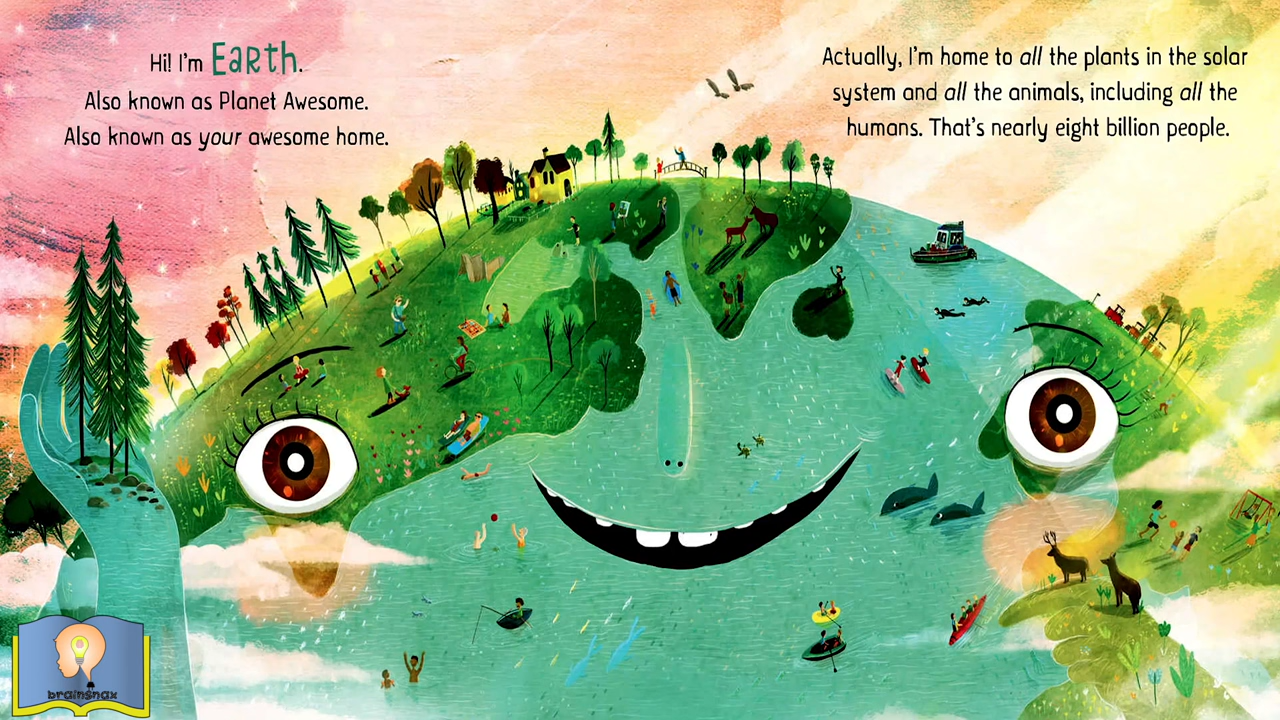 Hi! I'm Earth.
Also known as Planet Awesome.
Also known as your awesome home.
Actually, I'm home to all the plants in the solar
system and all the animals, including all the
humans. That's nearly eight billion people.
brainsnax